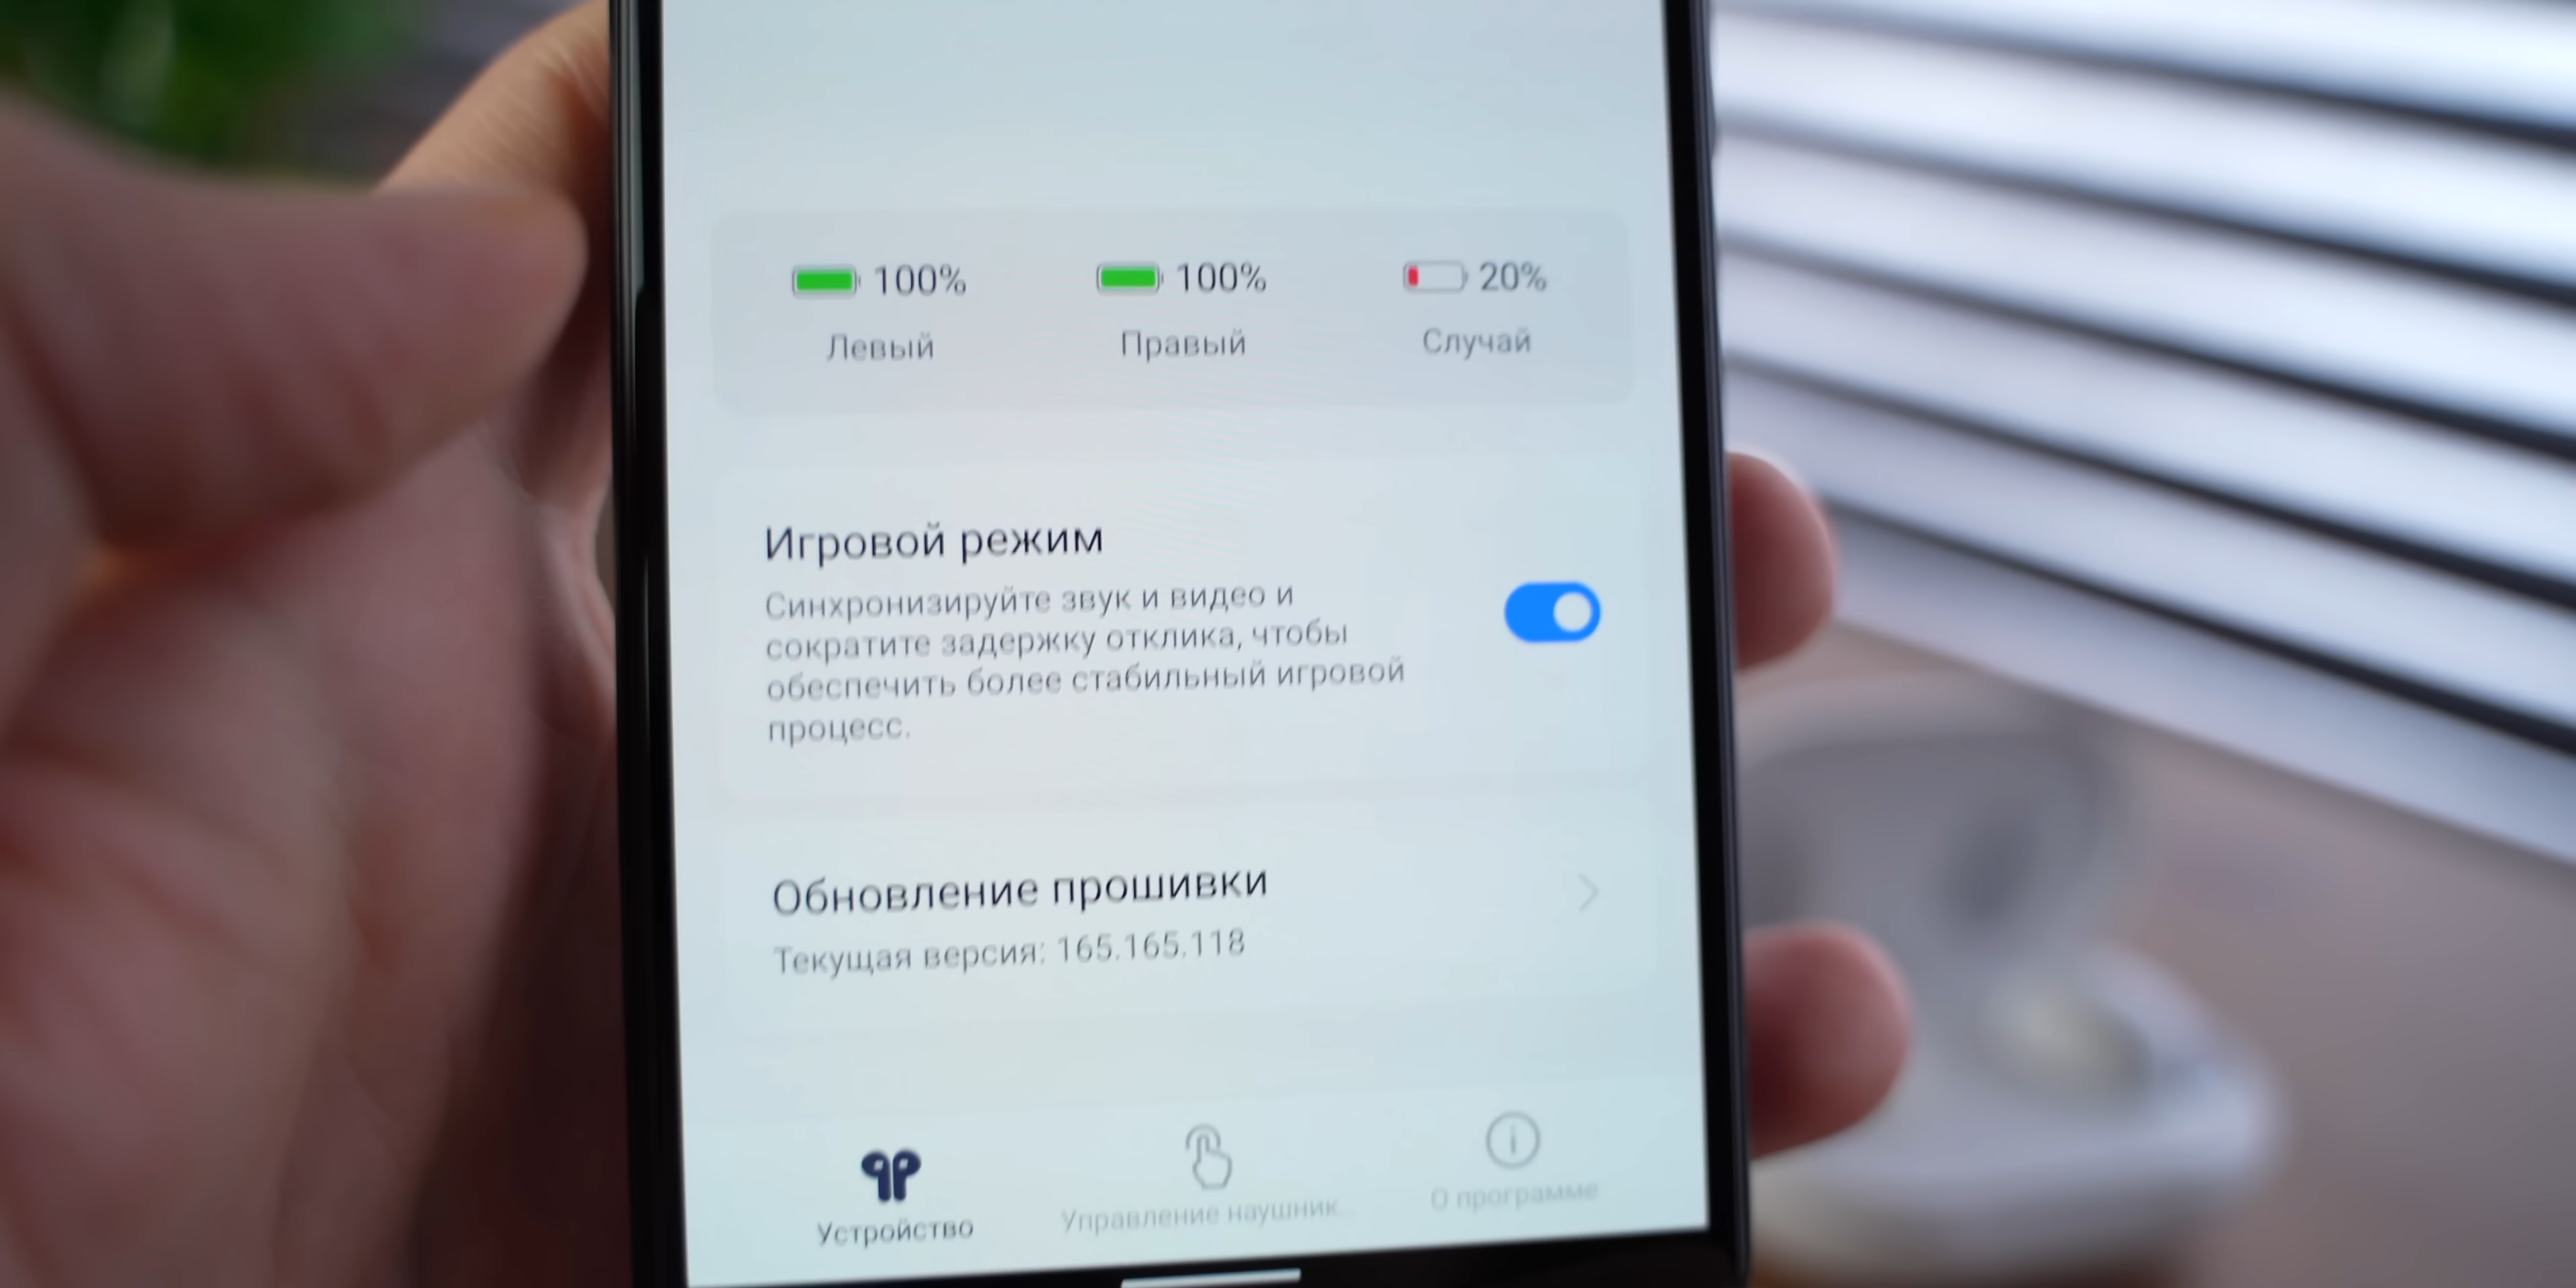 100% 100% 20%
Левый Правый Случай
Игровой режим
Синхронизируйте звук и видео и
сократите задержку отклика, чтобы
обеспечить более стабильный игровой
процесс.
Обновление прошивки
Текущая версия: 165.165.118
Устройство Управление наушник... О программе